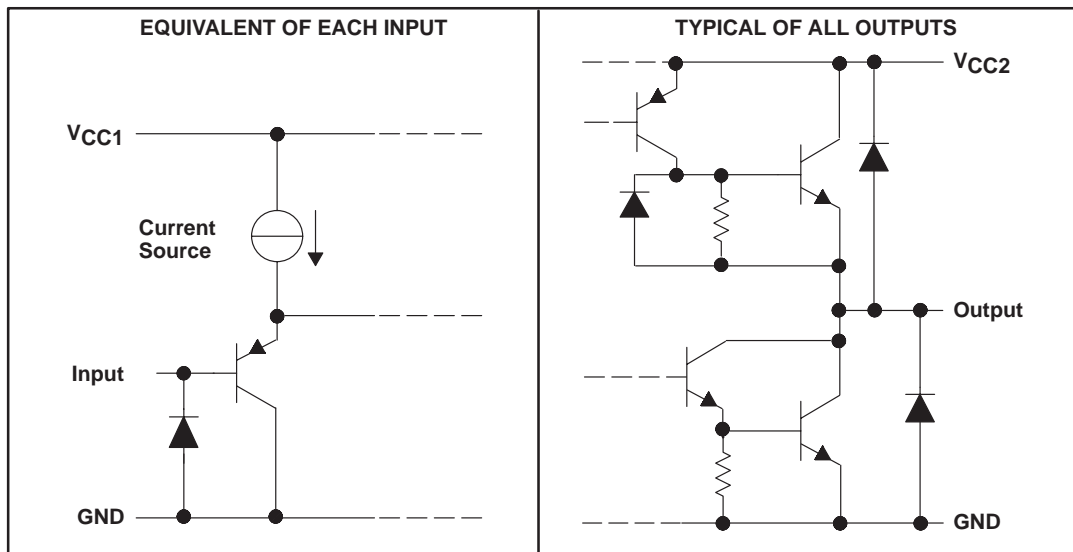 EQUIVALENT OF EACH INPUT
VCC1
Current
Source
Input
GND
TYPICAL OF ALL OUTPUTS
VCC2
Output
GND